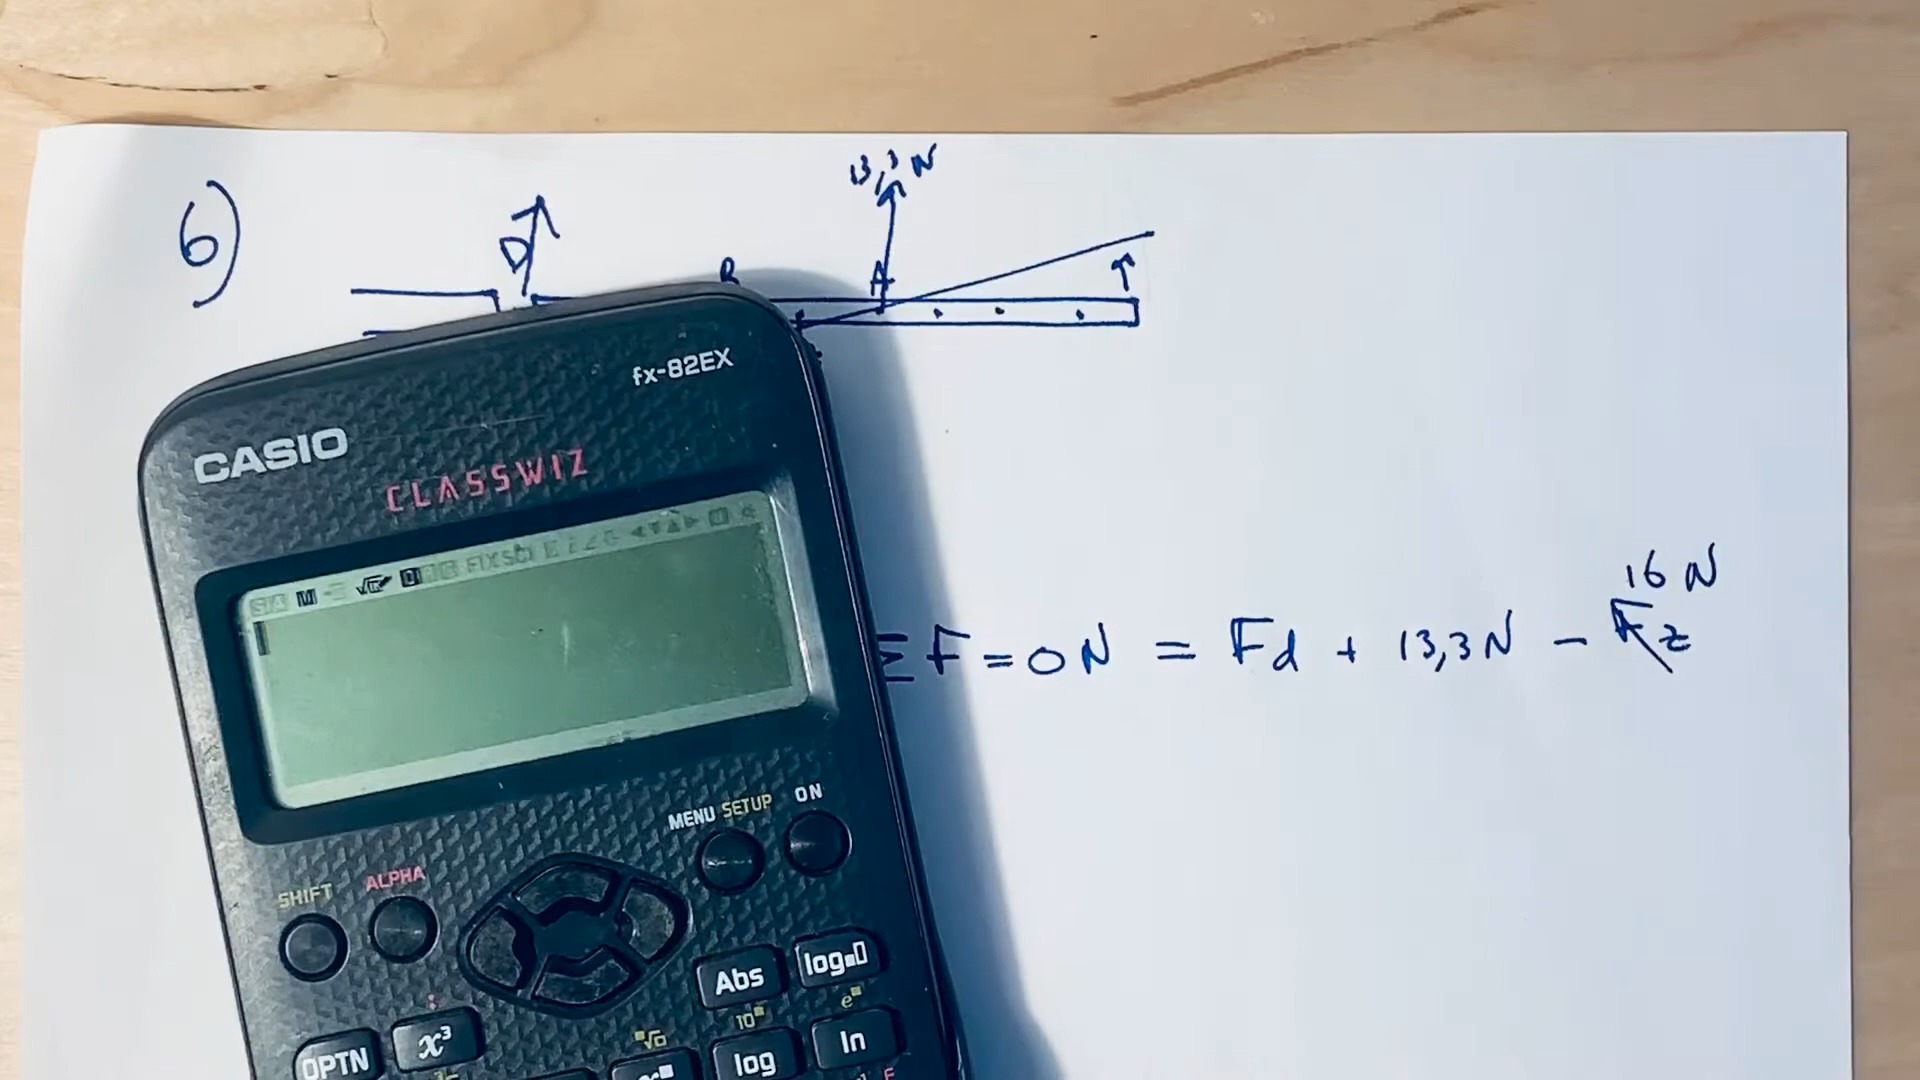 13,3 N
6)
D
B
A
fx-82EX
CASIO
CLASSWIZ
16 N
ΣF = 0 N = Fd + 13,3 N - Fz
MENU SETUP ON
SHIFT ALPHA
Abs
OPTN x³ log ln